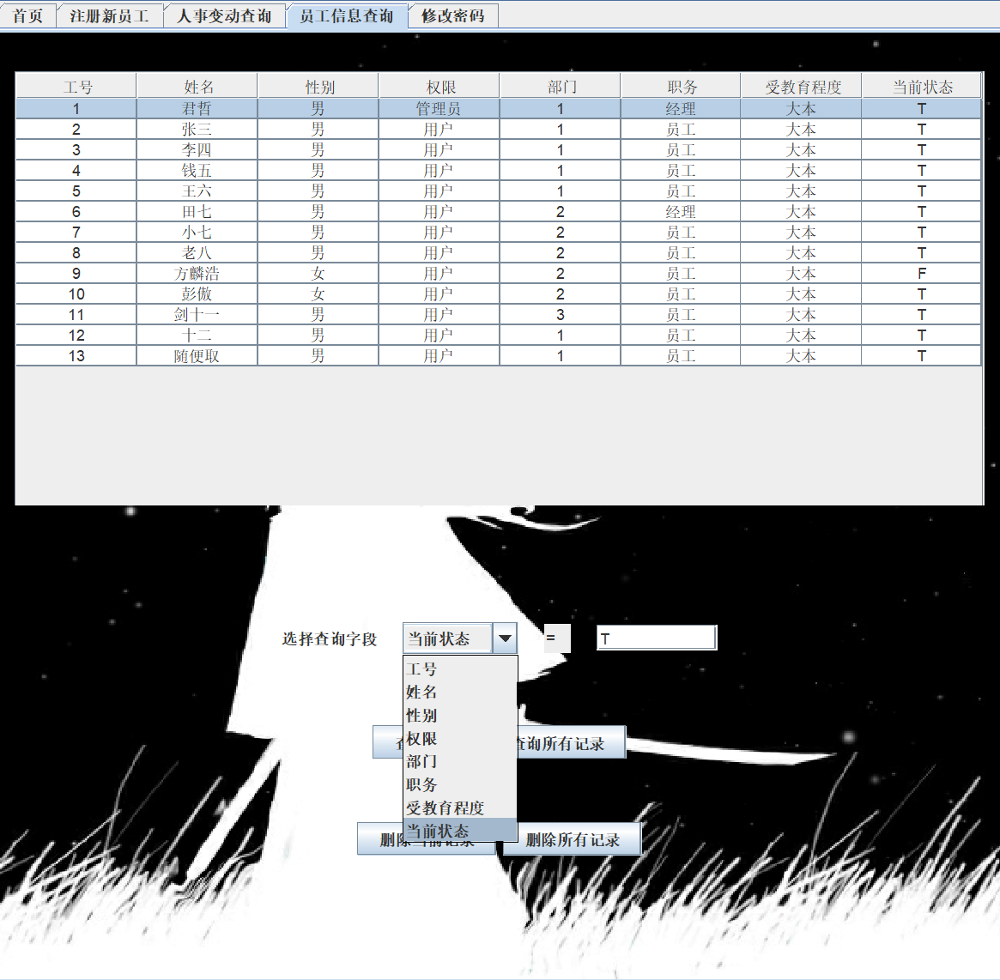 首页 注册新员工 人事变动查询 员工信息查询 修改密码
工号 姓名 性别 权限 部门 职务 受教育程度 当前状态
1 君哲 男 管理员 1 经理 大本 T
2 张三 男 用户 1 员工 大本 T
3 李四 男 用户 1 员工 大本 T
4 钱五 男 用户 1 员工 大本 T
5 王六 男 用户 1 员工 大本 T
6 田七 男 用户 2 经理 大本 T
7 小七 男 用户 2 员工 大本 T
8 老八 男 用户 2 员工 大本 T
9 方麟浩 女 用户 2 员工 大本 F
10 彭傲 女 用户 2 员工 大本 T
11 剑十一 男 用户 3 员工 大本 T
12 十二 男 用户 1 员工 大本 T
13 随便取 男 用户 1 员工 大本 T
选择查询字段 当前状态 = T
工号
姓名
性别
权限
部门
职务
受教育程度
当前状态
查询所有记录
删除所有记录